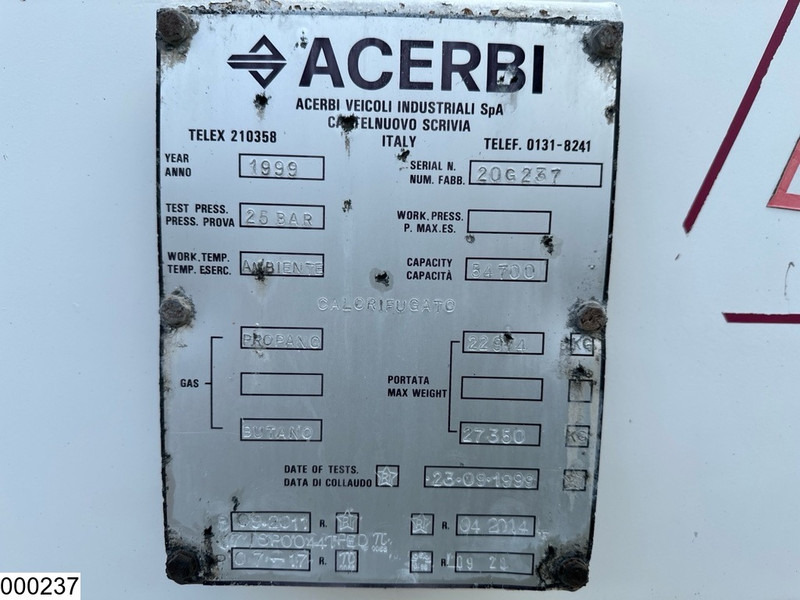 ACERBI
ACERBI VEICOLI INDUSTRIALI SpA
CASTELNUOVO SCRIVIA
TELEX 210358 ITALY TELEF. 0131-8241
YEAR ANNO 1999
SERIAL N. NUM. FABB. 20G237
TEST PRESS. PRESS. PROVA 25 BAR
WORK. PRESS. P. MAX.ES.
WORK. TEMP. TEMP. ESERC. AMBIENTE
CAPACITY CAPACITÀ 54700
CALORIFUGATO
PROPANO KG
GAS
PORTATA MAX WEIGHT
BUTANO 27350 KG
DATE OF TESTS. DATA DI COLLAUDO 23-09-1999
R. R. 04 2014
R. R.
000237